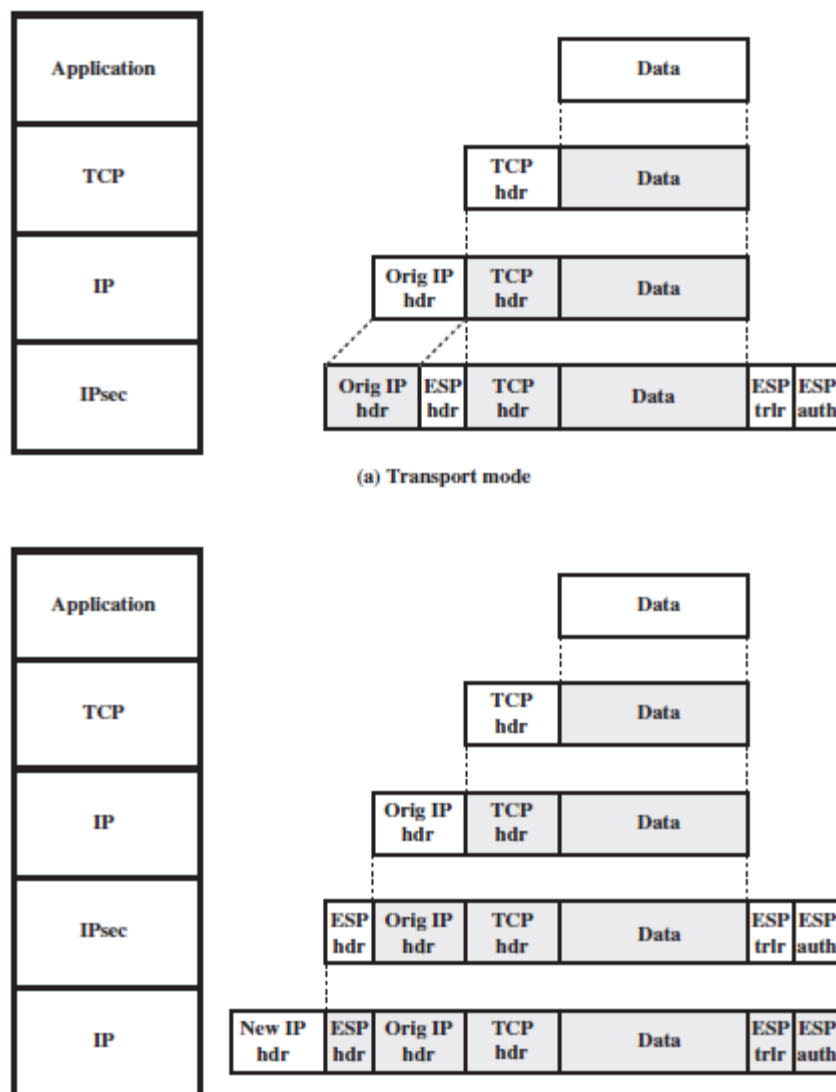 Application
Data
TCP
TCP
hdr
Data
IP
Orig IP
hdr
TCP
hdr
Data
IPsec
Orig IP
hdr
ESP
hdr
TCP
hdr
Data
ESP
trlr
ESP
auth
(a) Transport mode
Application
Data
TCP
TCP
hdr
Data
IP
Orig IP
hdr
TCP
hdr
Data
IPsec
ESP
hdr
Orig IP
hdr
TCP
hdr
Data
ESP
trlr
ESP
auth
IP
New IP
hdr
ESP
hdr
Orig IP
hdr
TCP
hdr
Data
ESP
trlr
ESP
auth